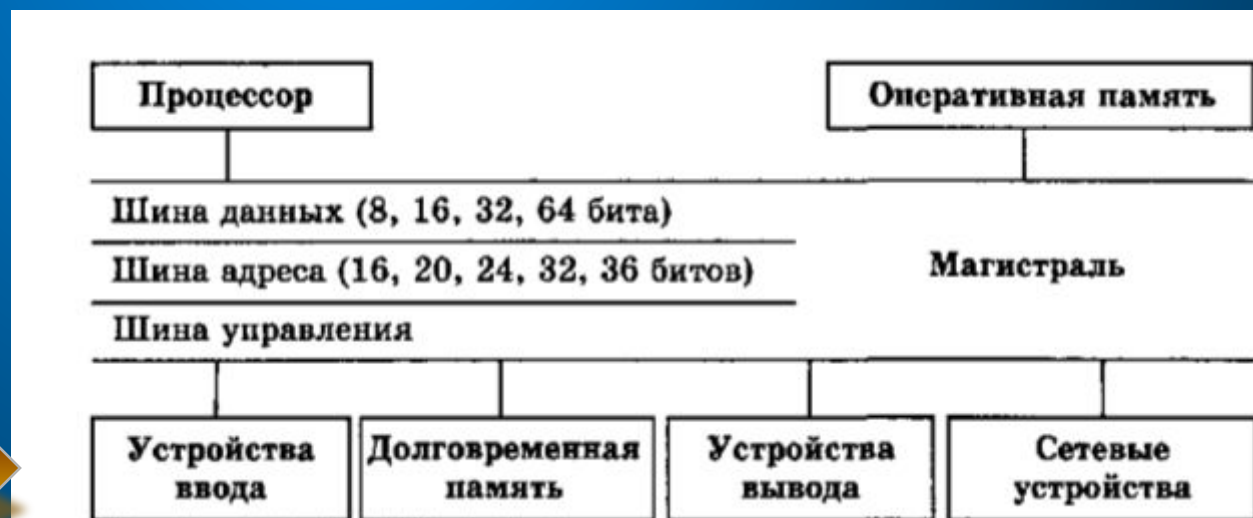 Процессор
Оперативная память
Шина данных (8, 16, 32, 64 бита)
Шина адреса (16, 20, 24, 32, 36 битов)
Магистраль
Шина управления
Устройства
ввода
Долговременная
память
Устройства
вывода
Сетевые
устройства